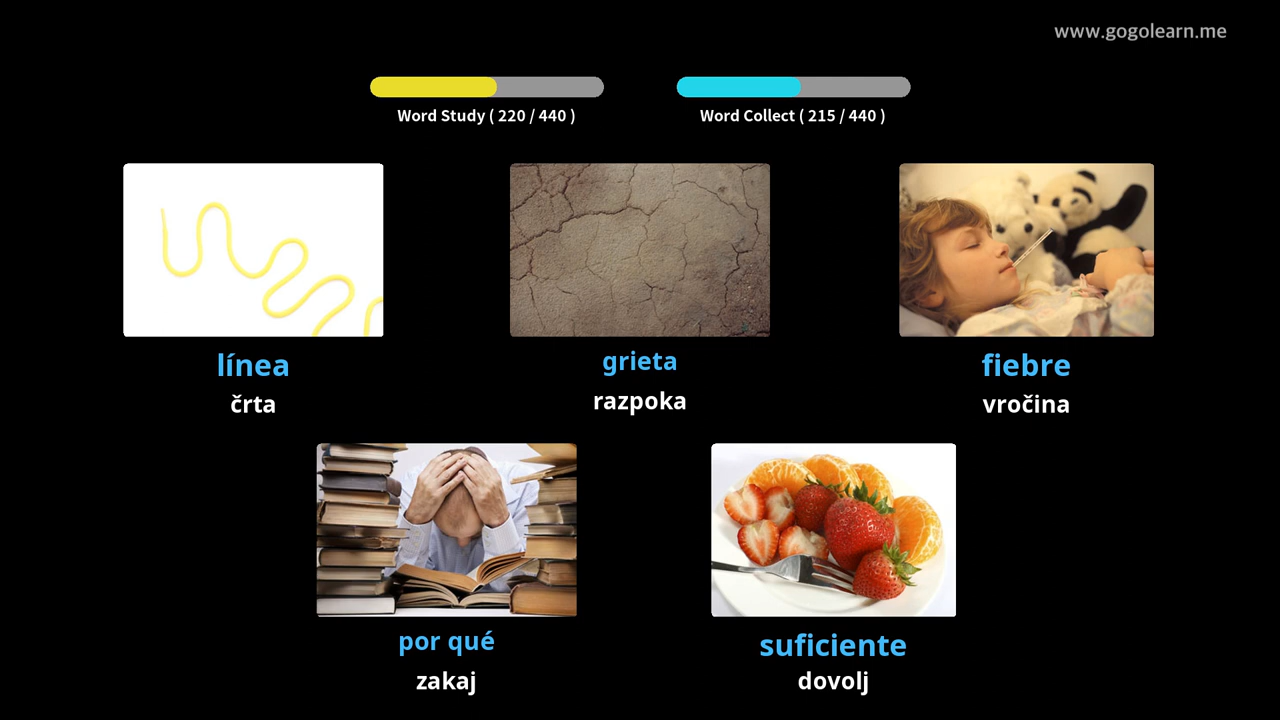 www.gogolearn.me
Word Study ( 220 / 440 )
Word Collect ( 215 / 440 )
línea
črta
grieta
razpoka
fiebre
vročina
por qué
zakaj
suficiente
dovolj